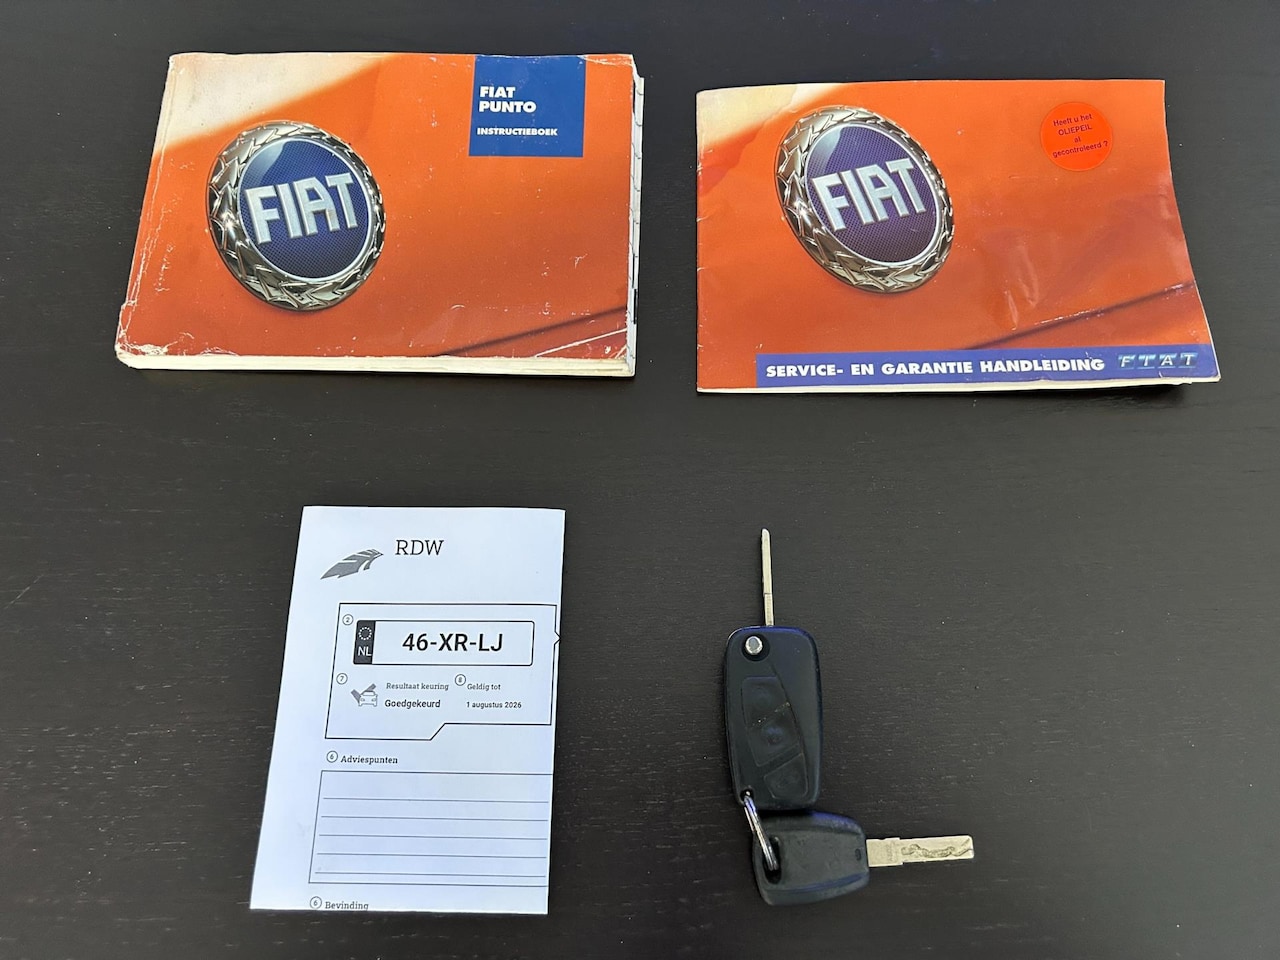 FIAT
PUNTO
INSTRUCTIEBOEK
FIAT
Heeft u het
OLIEPEIL
al
gecontroleerd ?
FIAT
SERVICE- EN GARANTIE HANDLEIDING FIAT
RDW
2
NL
46-XR-LJ
7 Resultaat keuring 8 Geldig tot
Goedgekeurd 1 augustus 2026
6 Adviespunten
6 Bevinding